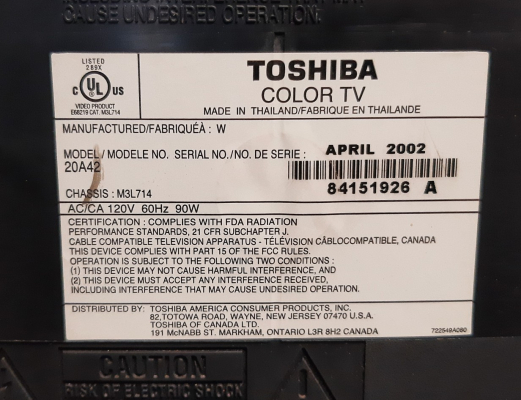 CAUSE UNDESIRED OPERATION.
LISTED
289X
C UL US
VIDEO PRODUCT
E68219 CAT. M3L714
TOSHIBA
COLOR TV
MADE IN THAILAND/FABRIQUE EN THAILANDE
MANUFACTURED/FABRIQUÉÀ : W
MODEL/MODELE NO. SERIAL NO./NO. DE SERIE : APRIL 2002
20A42
84151926 A
CHASSIS : M3L714
AC/CA 120V 60Hz 90W
CERTIFICATION : COMPLIES WITH FDA RADIATION
PERFORMANCE STANDARDS, 21 CFR SUBCHAPTER J.
CABLE COMPATIBLE TELEVISION APPARATUS - TÉLÉVISION CÂBLOCOMPATIBLE, CANADA
THIS DEVICE COMPLIES WITH PART 15 OF THE FCC RULES.
OPERATION IS SUBJECT TO THE FOLLOWING TWO CONDITIONS :
(1) THIS DEVICE MAY NOT CAUSE HARMFUL INTERFERENCE, AND
(2) THIS DEVICE MUST ACCEPT ANY INTERFERENCE RECEIVED,
INCLUDING INTERFERENCE THAT MAY CAUSE UNDESIRED OPERATION.
DISTRIBUTED BY : TOSHIBA AMERICA CONSUMER PRODUCTS, INC.
82,TOTOWA ROAD, WAYNE, NEW JERSEY 07470 U.S.A.
TOSHIBA OF CANADA LTD.
191 McNABB ST. MARKHAM, ONTARIO L3R 8H2 CANADA
722549A080
CAUTION
RISK OF ELECTRIC SHOCK